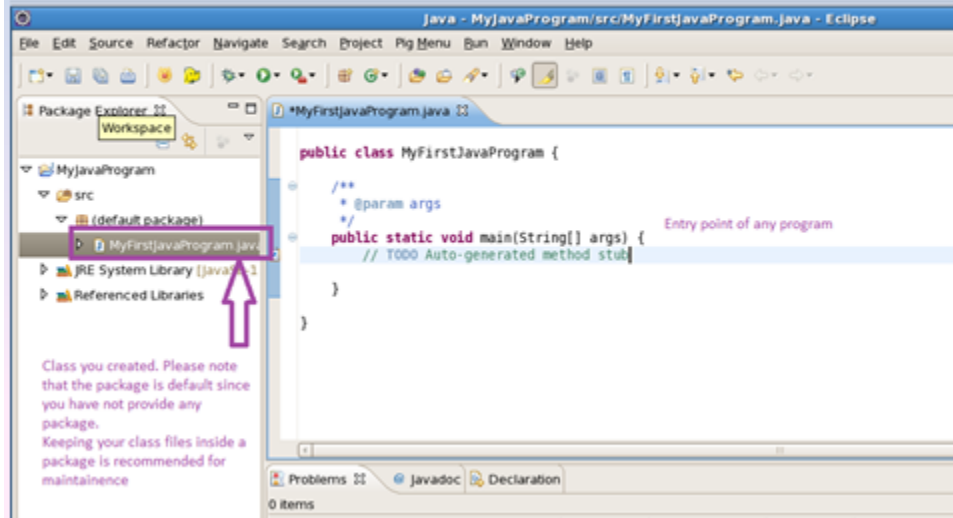 Java - MyJavaProgram/src/MyFirstJavaProgram.java - Eclipse
File Edit Source Refactor Navigate Search Project Pig Menu Run Window Help
Package Explorer
*MyFirstJavaProgram.java
Workspace
public class MyFirstJavaProgram {
MyJavaProgram
/**
src
* @param args
(default package)
*/
Entry point of any program
MyFirstJavaProgram.java
public static void main(String[] args) {
// TODO Auto-generated method stub
JRE System Library
Referenced Libraries
}
}
Class you created. Please note
that the package is default since
you have not provide any
package.
Keeping your class files inside a
package is recommended for
maintainence
Problems Javadoc Declaration
0 items